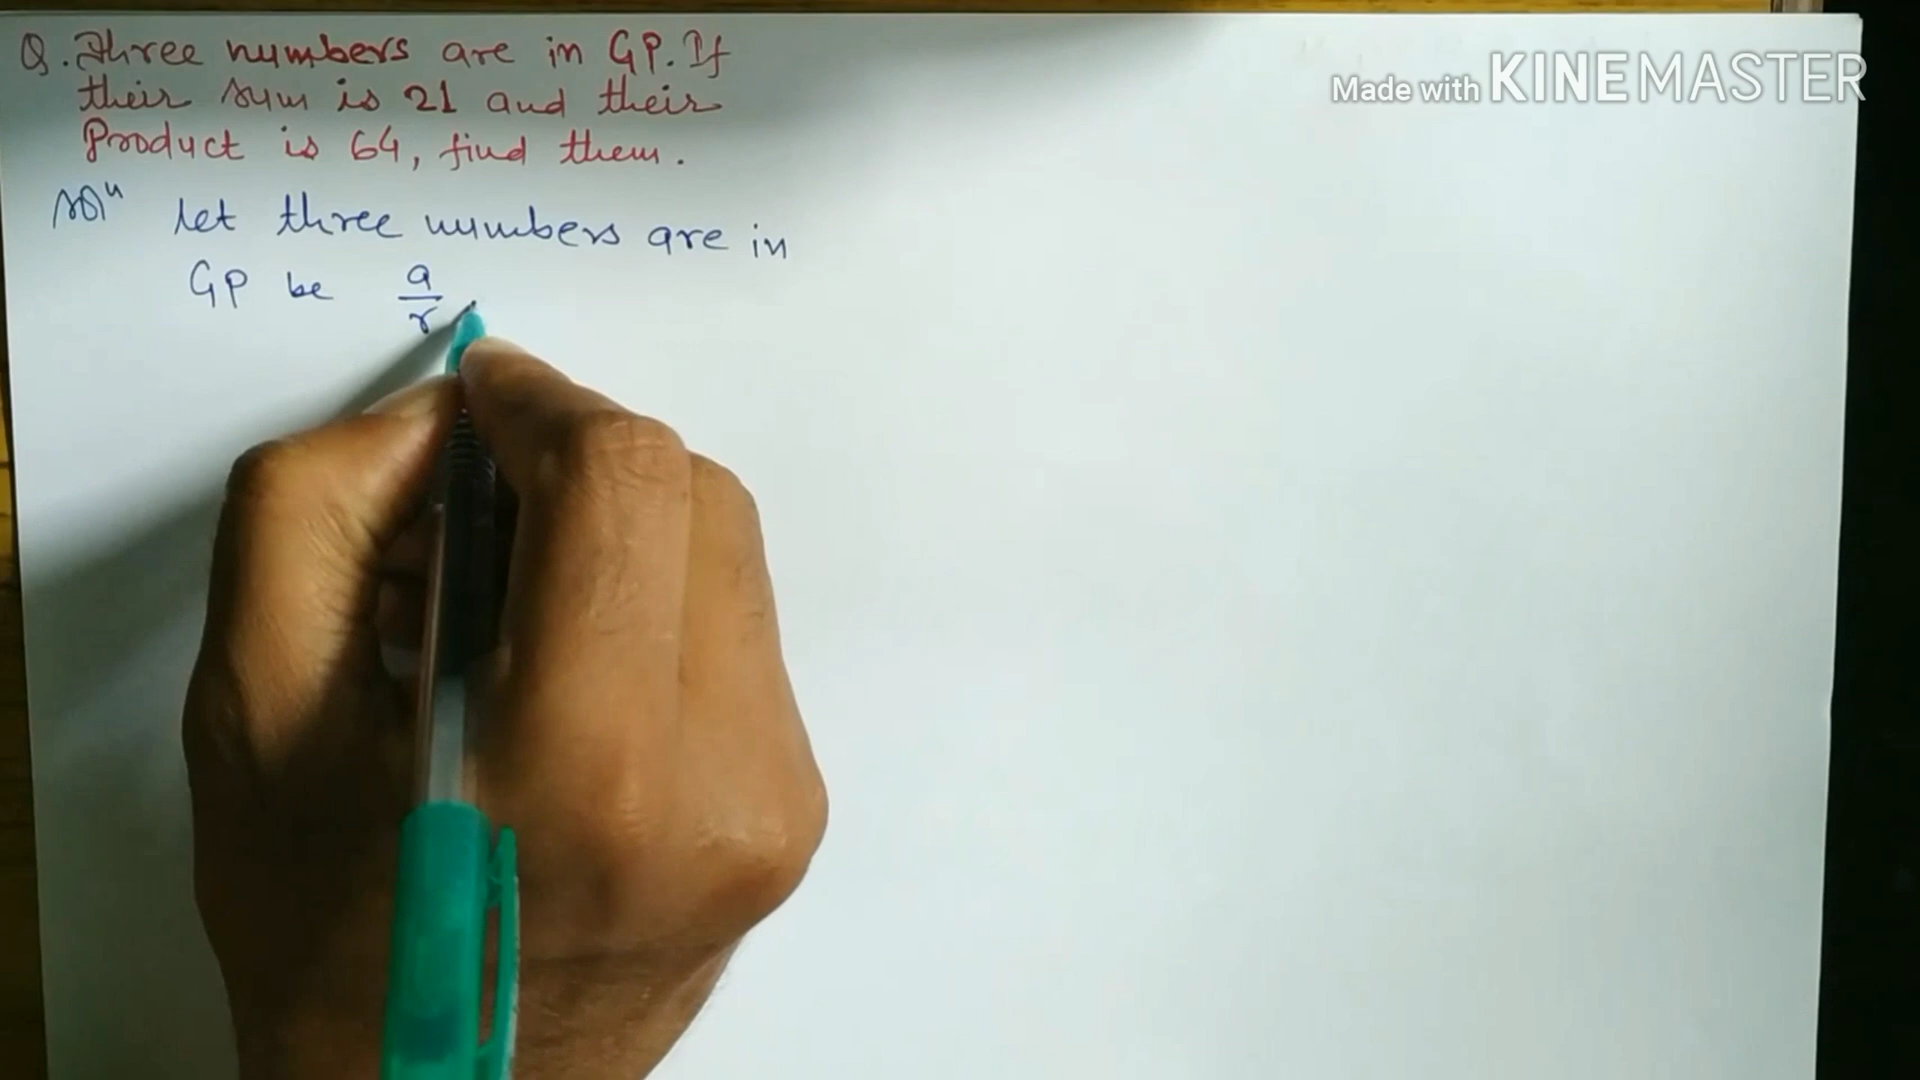 Q. Three numbers are in GP. If
their sum is 21 and their
Product is 64, find them.
Solⁿ let three numbers are in
GP be a/r
Made with KINEMASTER